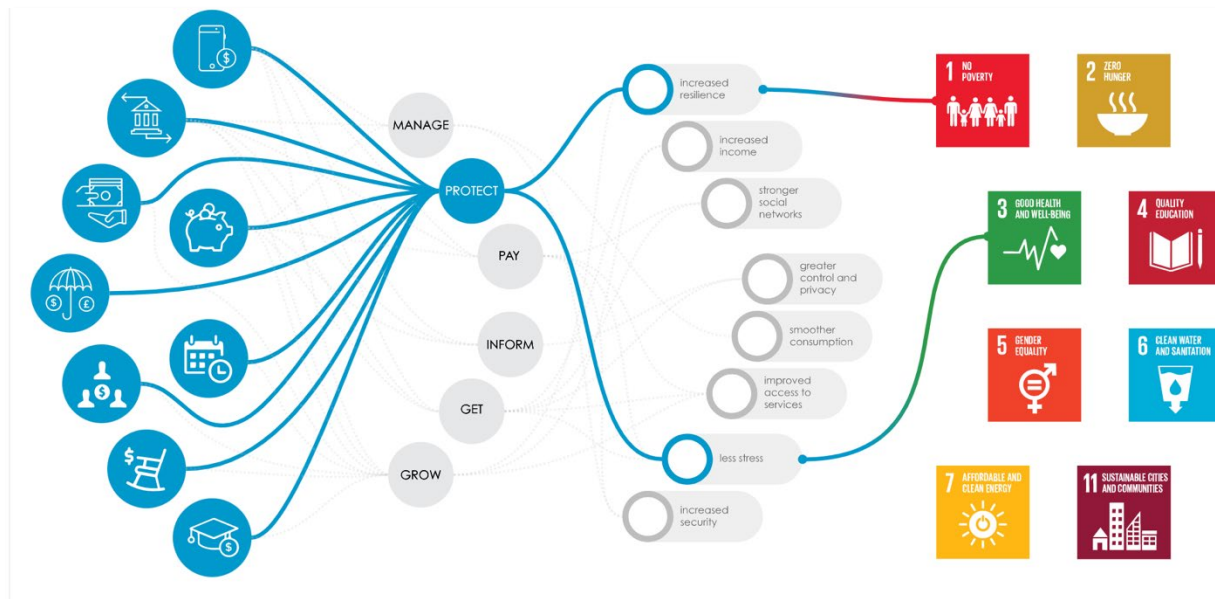 $
$
£
$
$
$
MANAGE
PROTECT
PAY
INFORM
GET
GROW
increased
resilience
increased
income
stronger
social
networks
greater
control and
privacy
smoother
consumption
improved
access to
services
less stress
increased
security
1 NO
POVERTY
2 ZERO
HUNGER
3 GOOD HEALTH
AND WELL-BEING
4 QUALITY
EDUCATION
5 GENDER
EQUALITY
6 CLEAN WATER
AND SANITATION
7 AFFORDABLE AND
CLEAN ENERGY
11 SUSTAINABLE CITIES
AND COMMUNITIES